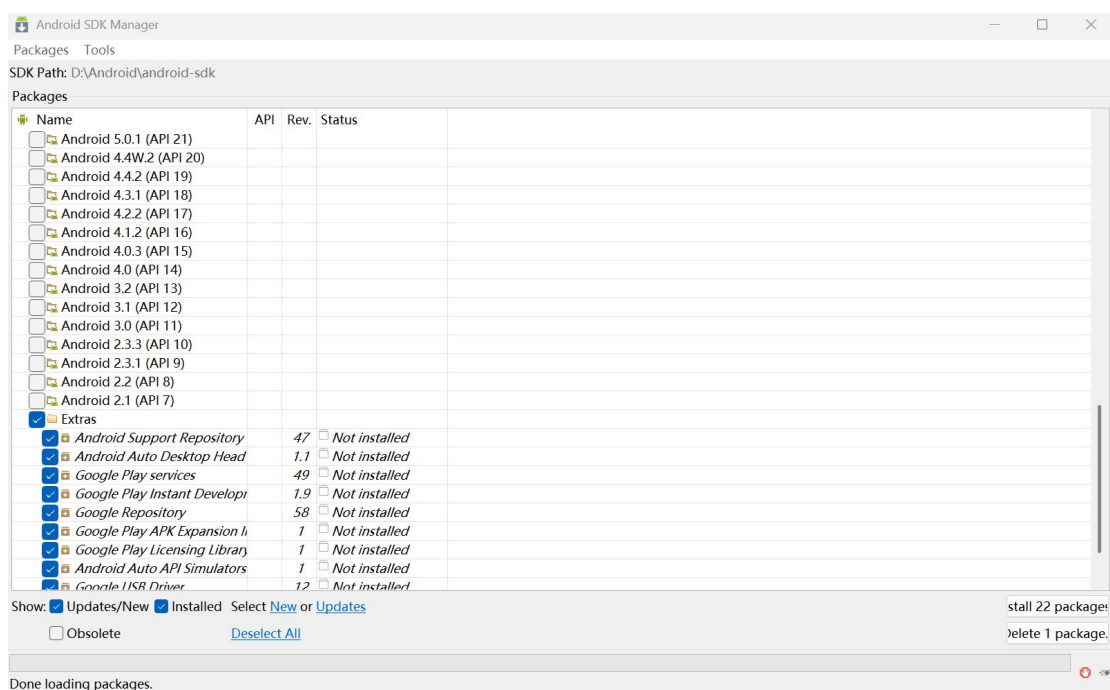 Android SDK Manager
Packages Tools
SDK Path: D:\Android\android-sdk
Packages
Name API Rev. Status
Android 5.0.1 (API 21)
Android 4.4W.2 (API 20)
Android 4.4.2 (API 19)
Android 4.3.1 (API 18)
Android 4.2.2 (API 17)
Android 4.1.2 (API 16)
Android 4.0.3 (API 15)
Android 4.0 (API 14)
Android 3.2 (API 13)
Android 3.1 (API 12)
Android 3.0 (API 11)
Android 2.3.3 (API 10)
Android 2.3.1 (API 9)
Android 2.2 (API 8)
Android 2.1 (API 7)
Extras
Android Support Repository 47 Not installed
Android Auto Desktop Head 1.1 Not installed
Google Play services 49 Not installed
Google Play Instant Developr 1.9 Not installed
Google Repository 58 Not installed
Google Play APK Expansion li 1 Not installed
Google Play Licensing Library 1 Not installed
Android Auto API Simulators 1 Not installed
Google USB Driver 12 Not installed
Show: Updates/New Installed Select New or Updates
stall 22 packages
Obsolete Deselect All
Delete 1 package.
Done loading packages.